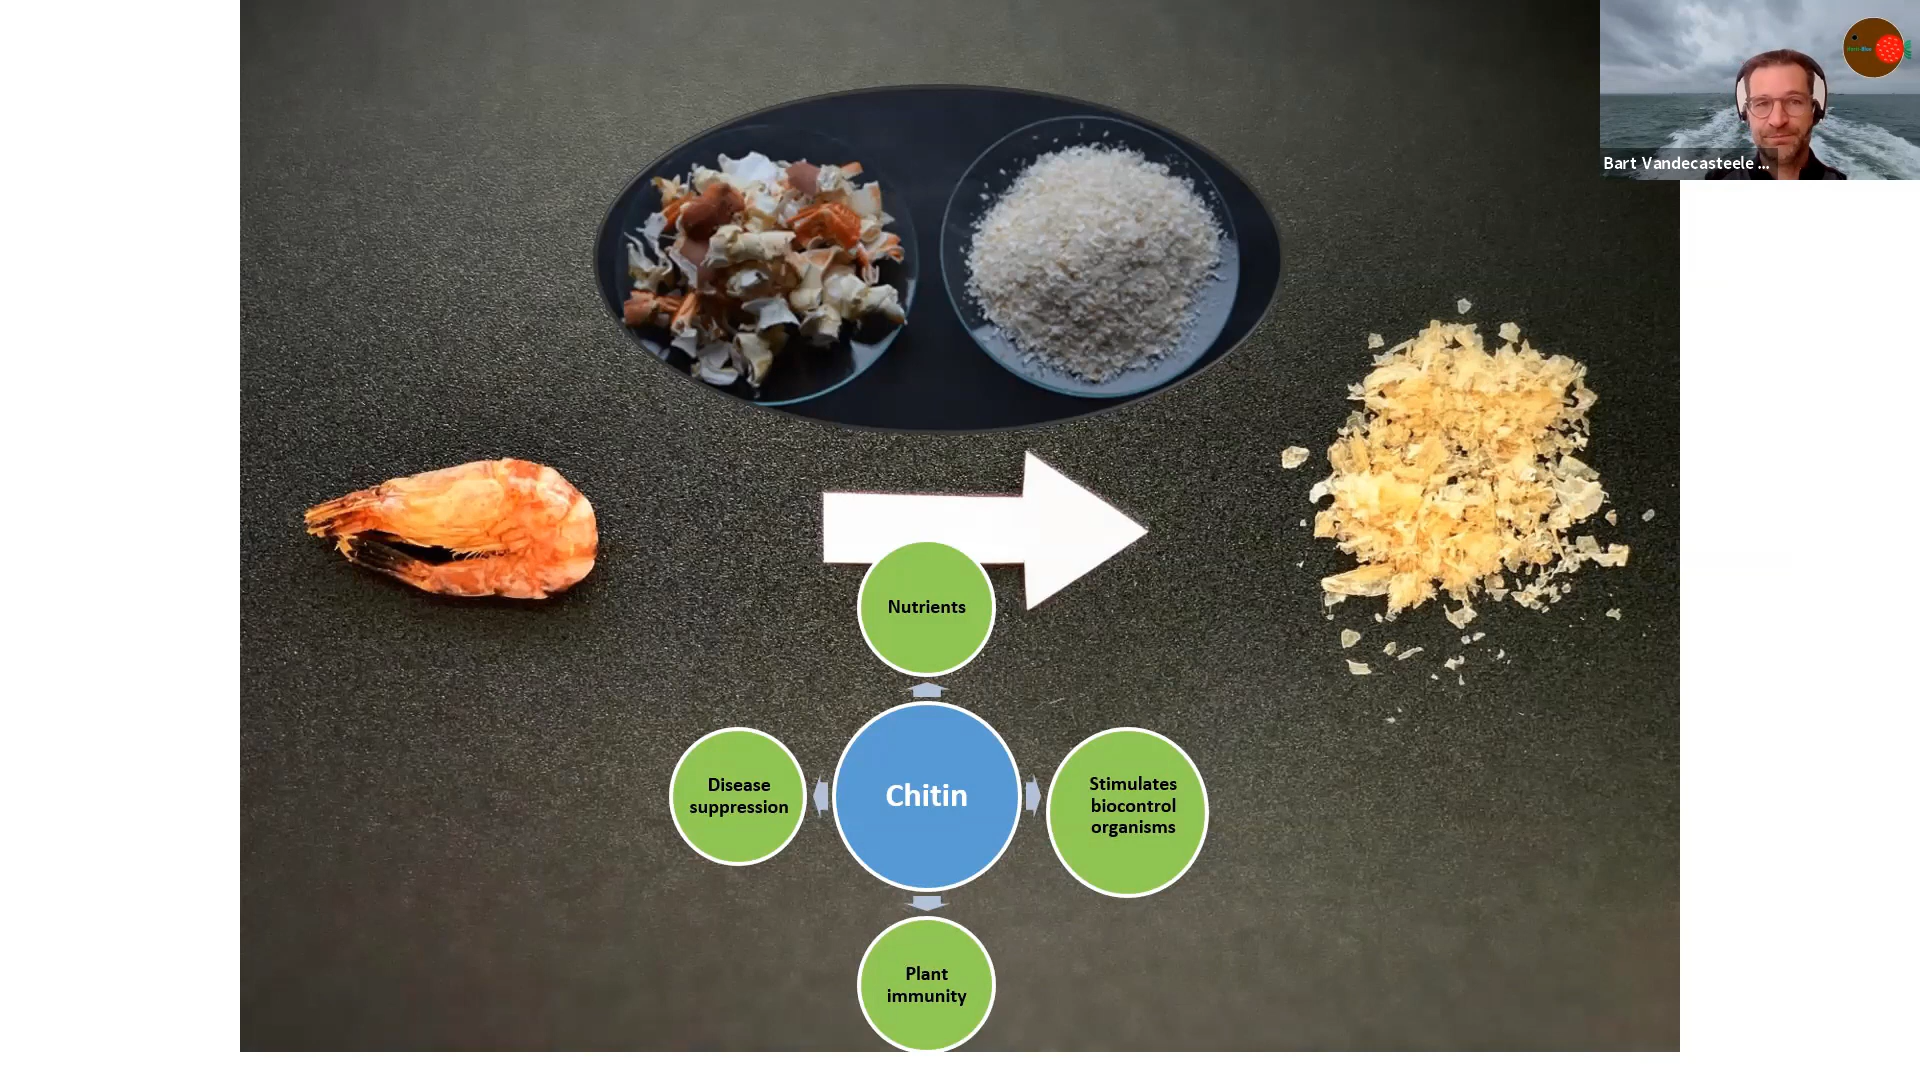 Bart Vandecasteele ...
Nutrients
Disease
suppression
Chitin
Stimulates
biocontrol
organisms
Plant
immunity